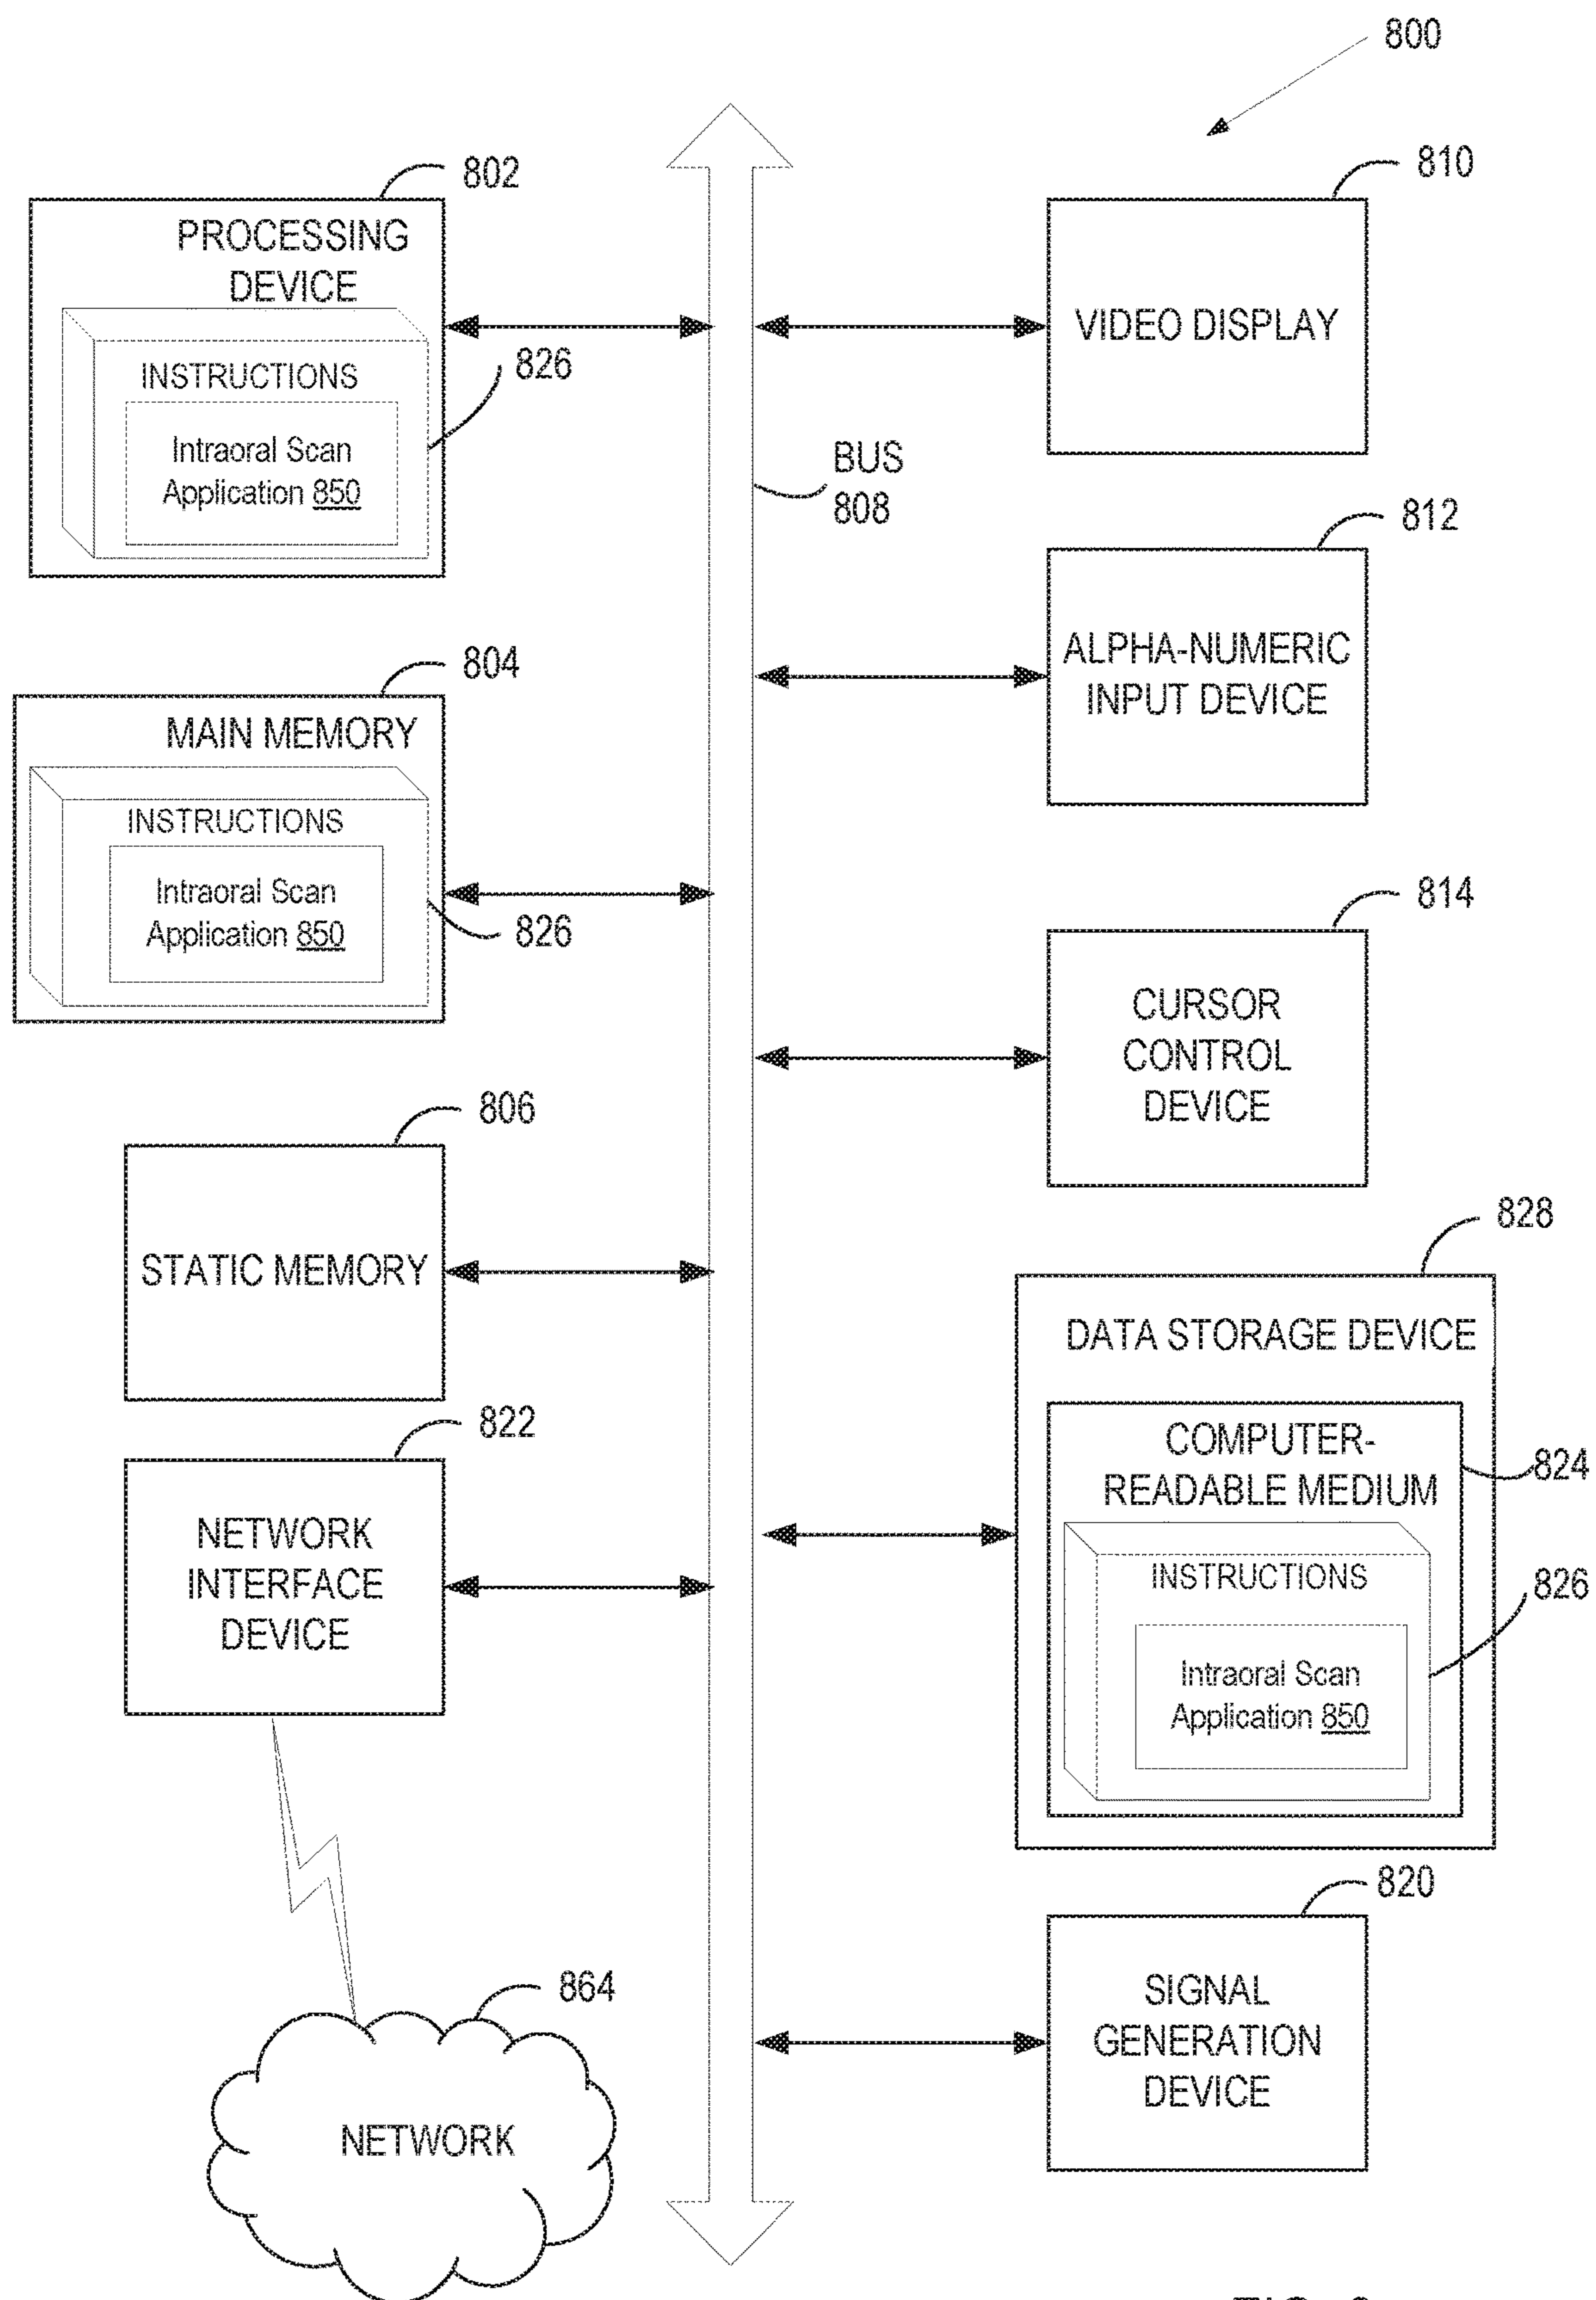 800
802
PROCESSING
DEVICE
INSTRUCTIONS
Intraoral Scan
Application 850
826
804
MAIN MEMORY
INSTRUCTIONS
Intraoral Scan
Application 850
826
806
STATIC MEMORY
822
NETWORK
INTERFACE
DEVICE
864
NETWORK
BUS
808
810
VIDEO DISPLAY
812
ALPHA-NUMERIC
INPUT DEVICE
814
CURSOR
CONTROL
DEVICE
828
DATA STORAGE DEVICE
COMPUTER-
READABLE MEDIUM
824
INSTRUCTIONS
Intraoral Scan
Application 850
826
820
SIGNAL
GENERATION
DEVICE